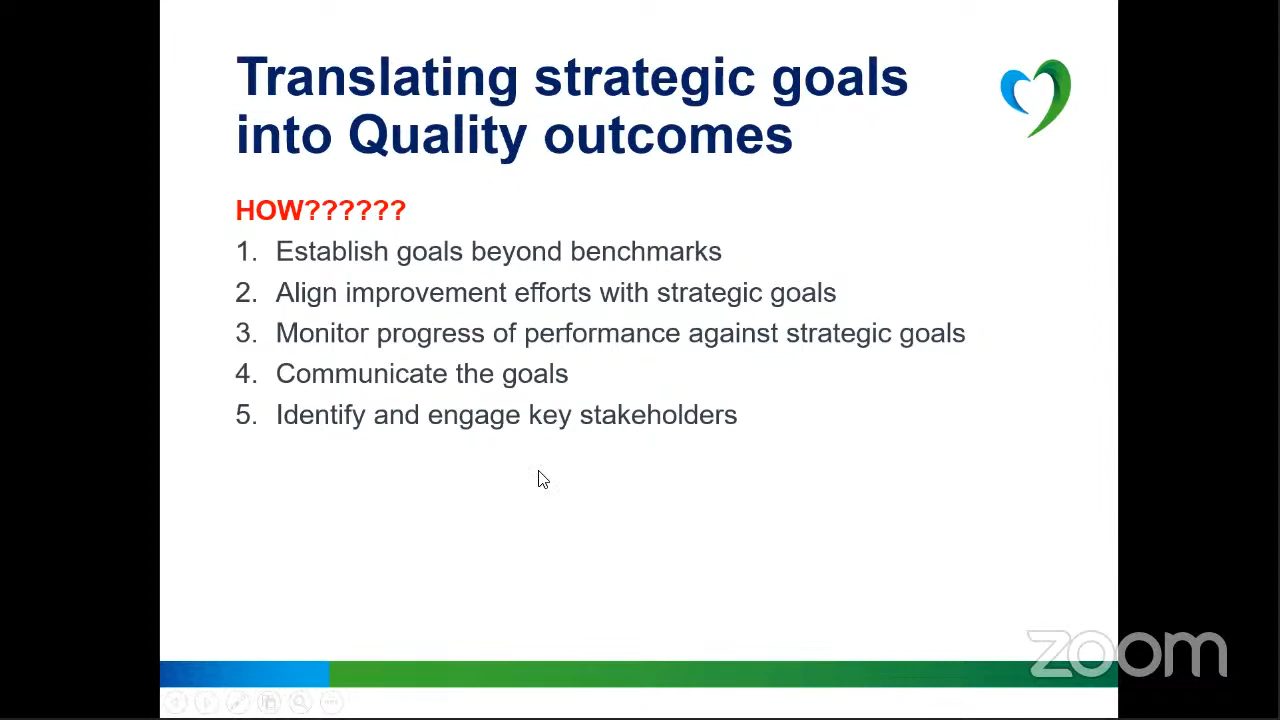 Translating strategic goals
into Quality outcomes
HOW??????
1. Establish goals beyond benchmarks
2. Align improvement efforts with strategic goals
3. Monitor progress of performance against strategic goals
4. Communicate the goals
5. Identify and engage key stakeholders
zoom